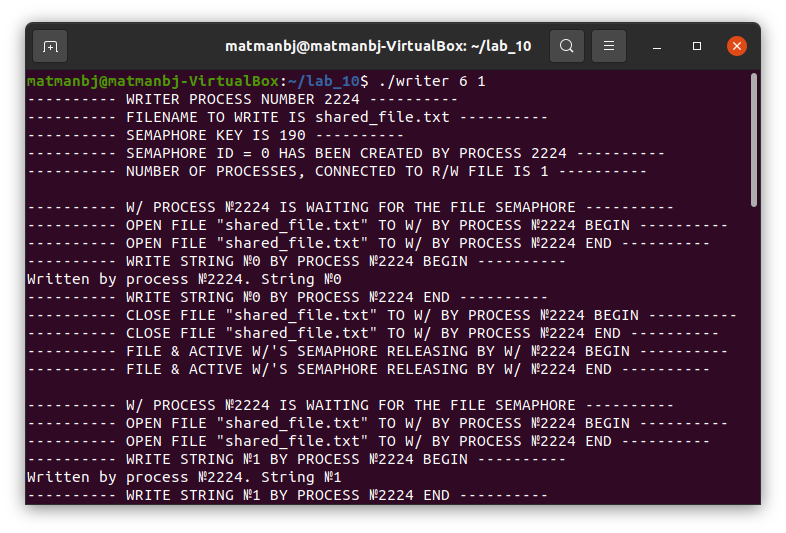 matmanbj@matmanbj-VirtualBox: ~/lab_10
matmanbj@matmanbj-VirtualBox:~/lab_10$ ./writer 6 1
---------- WRITER PROCESS NUMBER 2224 ----------
---------- FILENAME TO WRITE IS shared_file.txt ----------
---------- SEMAPHORE KEY IS 190 ----------
---------- SEMAPHORE ID = 0 HAS BEEN CREATED BY PROCESS 2224 ----------
---------- NUMBER OF PROCESSES, CONNECTED TO R/W FILE IS 1 ----------

---------- W/ PROCESS №2224 IS WAITING FOR THE FILE SEMAPHORE ----------
---------- OPEN FILE "shared_file.txt" TO W/ BY PROCESS №2224 BEGIN ----------
---------- OPEN FILE "shared_file.txt" TO W/ BY PROCESS №2224 END ----------
---------- WRITE STRING №0 BY PROCESS №2224 BEGIN ----------
Written by process №2224. String №0
---------- WRITE STRING №0 BY PROCESS №2224 END ----------
---------- CLOSE FILE "shared_file.txt" TO W/ BY PROCESS №2224 BEGIN ----------
---------- CLOSE FILE "shared_file.txt" TO W/ BY PROCESS №2224 END ----------
---------- FILE & ACTIVE W/'S SEMAPHORE RELEASING BY W/ №2224 BEGIN ----------
---------- FILE & ACTIVE W/'S SEMAPHORE RELEASING BY W/ №2224 END ----------

---------- W/ PROCESS №2224 IS WAITING FOR THE FILE SEMAPHORE ----------
---------- OPEN FILE "shared_file.txt" TO W/ BY PROCESS №2224 BEGIN ----------
---------- OPEN FILE "shared_file.txt" TO W/ BY PROCESS №2224 END ----------
---------- WRITE STRING №1 BY PROCESS №2224 BEGIN ----------
Written by process №2224. String №1
---------- WRITE STRING №1 BY PROCESS №2224 END ----------